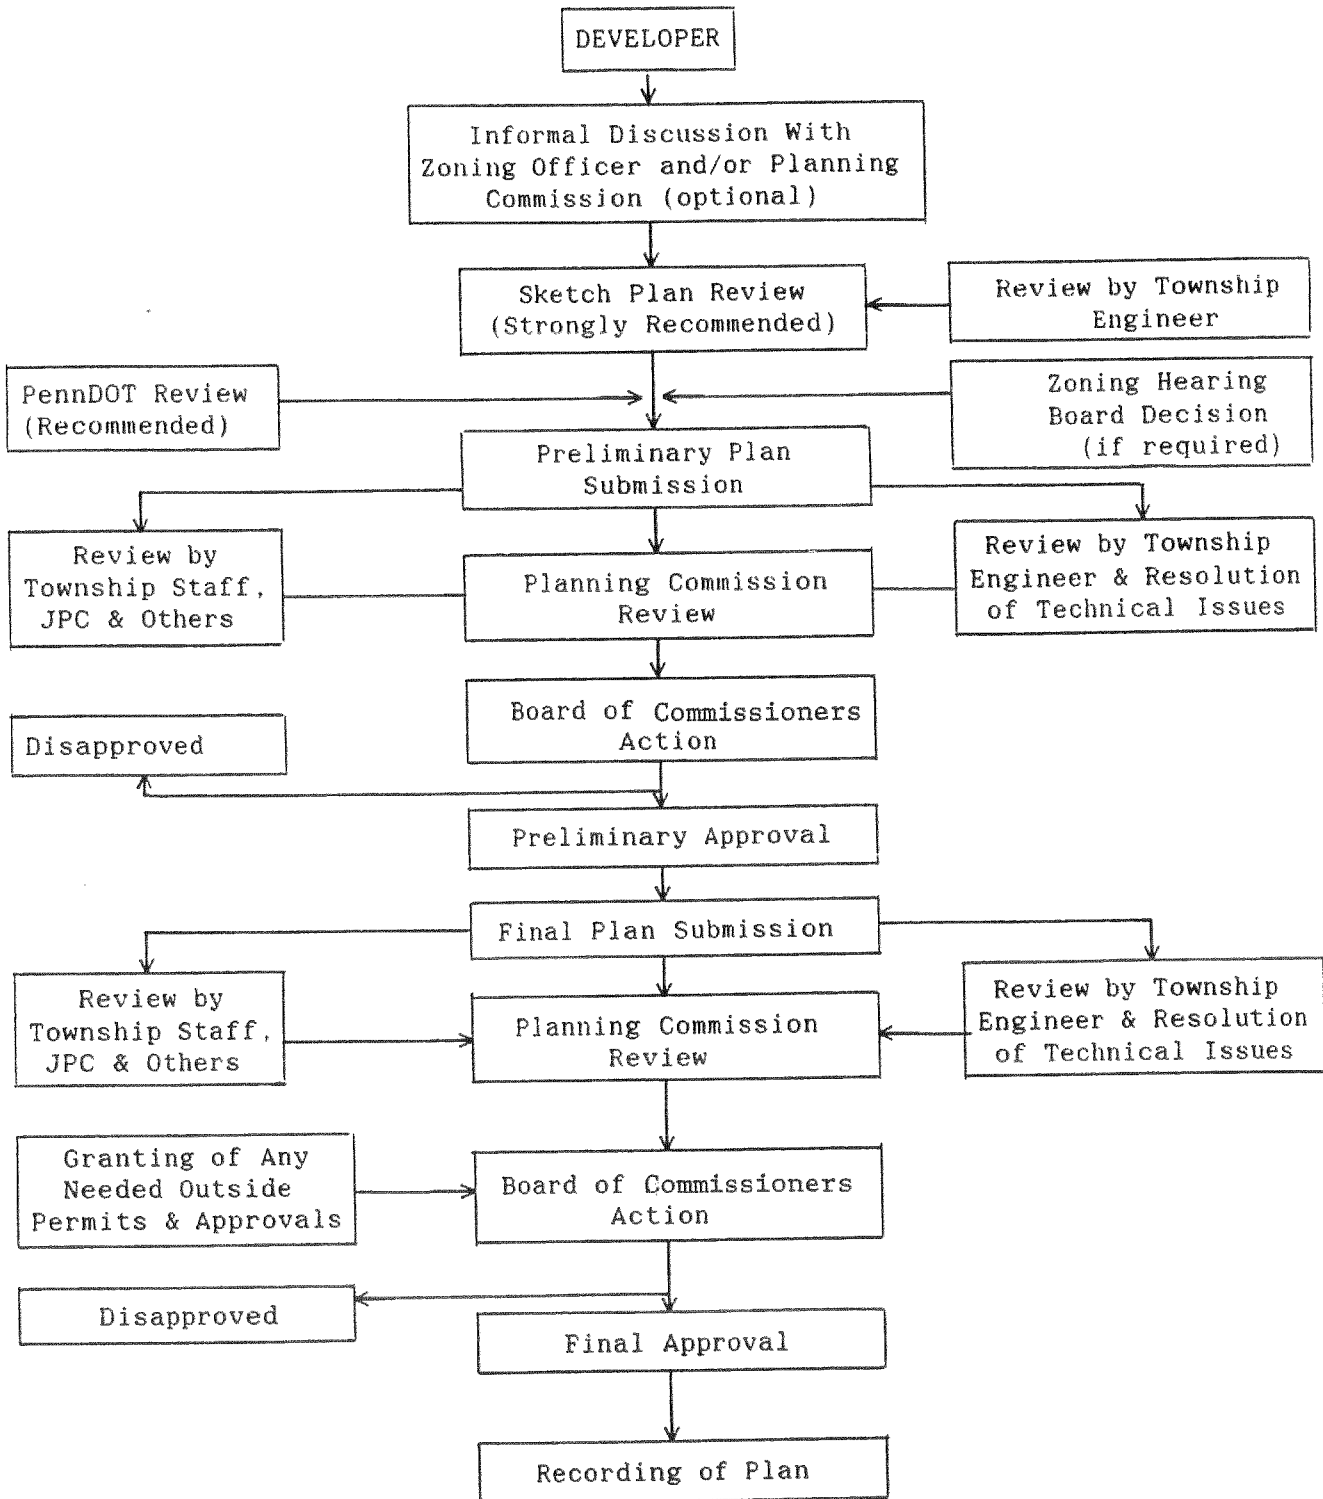 DEVELOPER
Informal Discussion With
Zoning Officer and/or Planning
Commission (optional)
Sketch Plan Review
(Strongly Recommended)
Review by Township
Engineer
PennDOT Review
(Recommended)
Zoning Hearing
Board Decision
(if required)
Preliminary Plan
Submission
Review by
Township Staff,
JPC & Others
Planning Commission
Review
Review by Township
Engineer & Resolution
of Technical Issues
Board of Commissioners
Action
Disapproved
Preliminary Approval
Final Plan Submission
Review by
Township Staff,
JPC & Others
Planning Commission
Review
Review by Township
Engineer & Resolution
of Technical Issues
Granting of Any
Needed Outside
Permits & Approvals
Board of Commissioners
Action
Disapproved
Final Approval
Recording of Plan